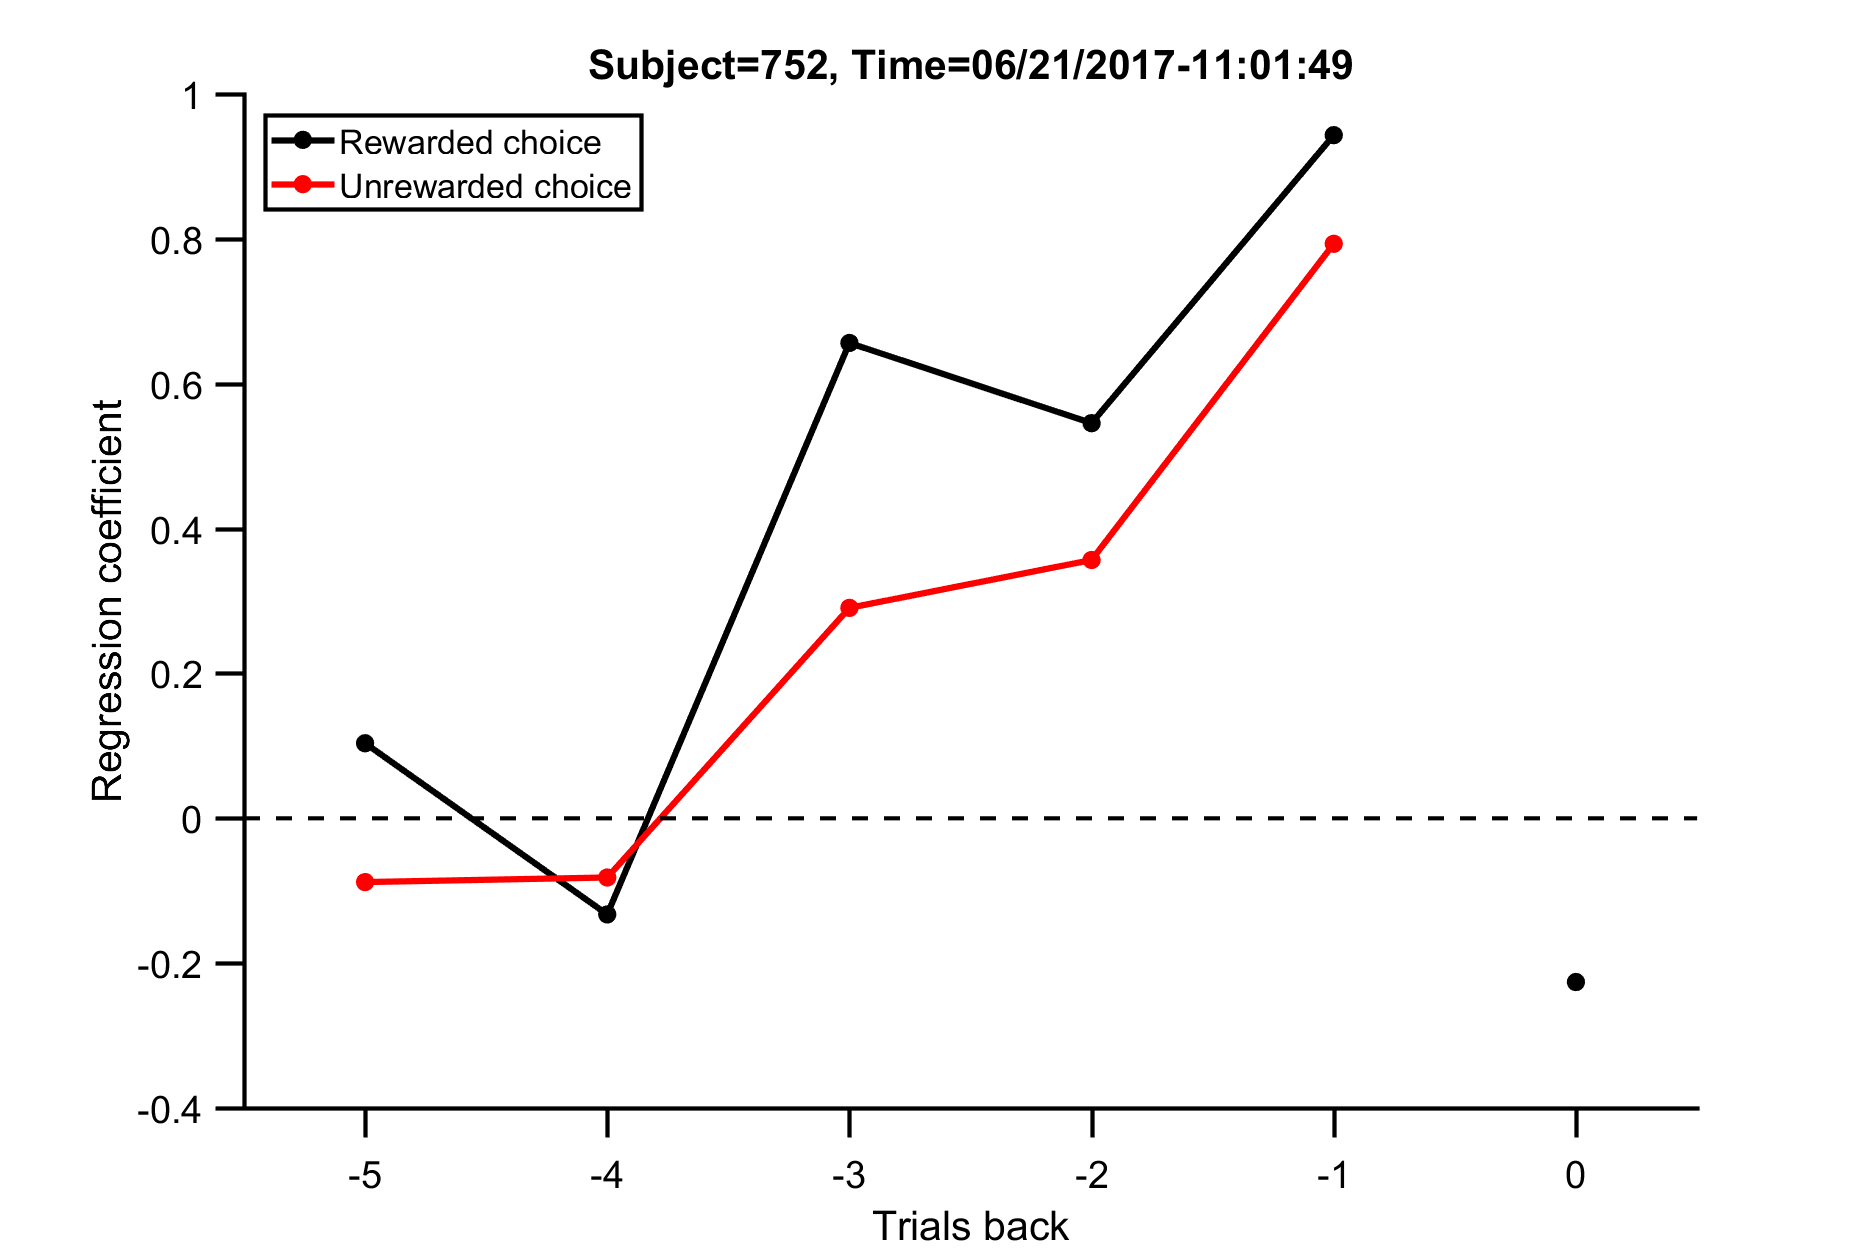 Subject=752, Time=06/21/2017-11:01:49
Rewarded choice
Unrewarded choice
Regression coefficient
1
0.8
0.6
0.4
0.2
0
-0.2
-0.4
-5 -4 -3 -2 -1 0
Trials back